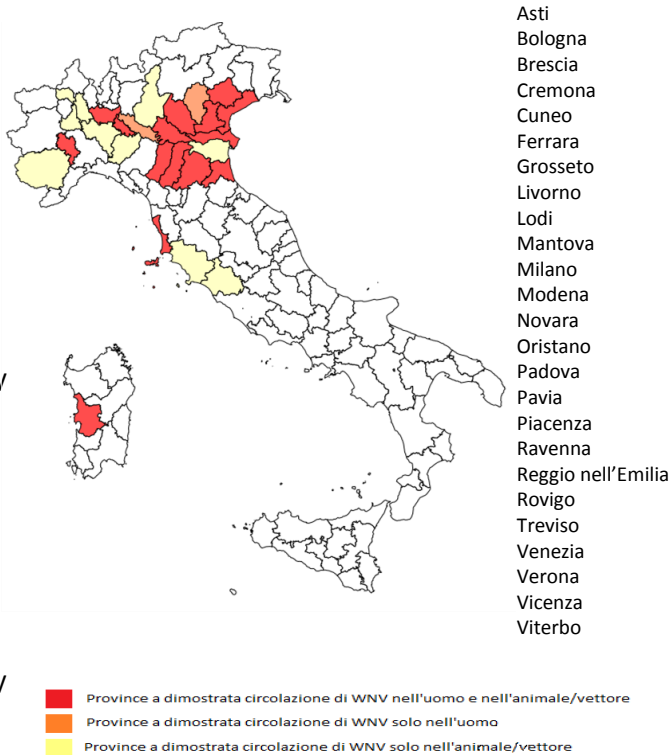 Asti
Bologna
Brescia
Cremona
Cuneo
Ferrara
Grosseto
Livorno
Lodi
Mantova
Milano
Modena
Novara
Oristano
Padova
Pavia
Piacenza
Ravenna
Reggio nell'Emilia
Rovigo
Treviso
Venezia
Verona
Vicenza
Viterbo
Province a dimostrata circolazione di WNV nell'uomo e nell'animale/vettore
Province a dimostrata circolazione di WNV solo nell'uomo
Province a dimostrata circolazione di WNV solo nell'animale/vettore